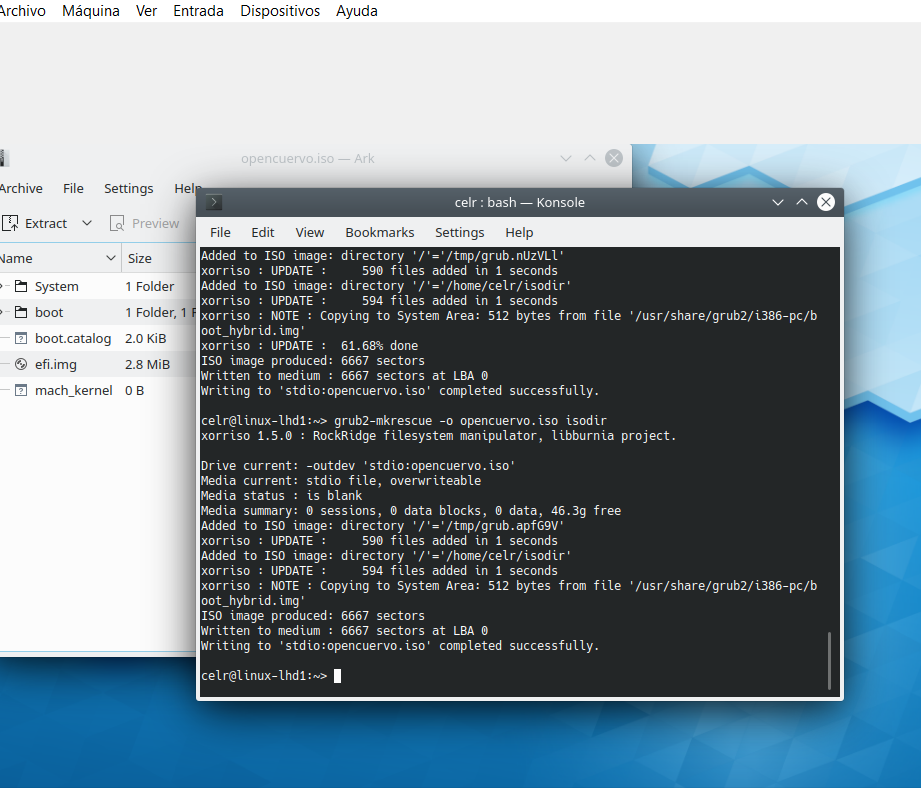 Archivo Máquina Ver Entrada Dispositivos Ayuda
opencuervo.iso — Ark
Archive File Settings Help
Extract Preview
Name Size
System 1 Folder
boot 1 Folder, 1 F
boot.catalog 2.0 KiB
efi.img 2.8 MiB
mach_kernel 0 B
celr : bash — Konsole
File Edit View Bookmarks Settings Help
Added to ISO image: directory '/'='/tmp/grub.nUzVLl'
xorriso : UPDATE :     590 files added in 1 seconds
Added to ISO image: directory '/'='/home/celr/isodir'
xorriso : UPDATE :     594 files added in 1 seconds
xorriso : NOTE : Copying to System Area: 512 bytes from file '/usr/share/grub2/i386-pc/b
oot_hybrid.img'
xorriso : UPDATE :  61.68% done
ISO image produced: 6667 sectors
Written to medium : 6667 sectors at LBA 0
Writing to 'stdio:opencuervo.iso' completed successfully.
celr@linux-lhd1:~> grub2-mkrescue -o opencuervo.iso isodir
xorriso 1.5.0 : RockRidge filesystem manipulator, libburnia project.
Drive current: -outdev 'stdio:opencuervo.iso'
Media current: stdio file, overwriteable
Media status : is blank
Media summary: 0 sessions, 0 data blocks, 0 data, 46.3g free
Added to ISO image: directory '/'='/tmp/grub.apfG9V'
xorriso : UPDATE :     590 files added in 1 seconds
Added to ISO image: directory '/'='/home/celr/isodir'
xorriso : UPDATE :     594 files added in 1 seconds
xorriso : NOTE : Copying to System Area: 512 bytes from file '/usr/share/grub2/i386-pc/b
oot_hybrid.img'
ISO image produced: 6667 sectors
Written to medium : 6667 sectors at LBA 0
Writing to 'stdio:opencuervo.iso' completed successfully.
celr@linux-lhd1:~>